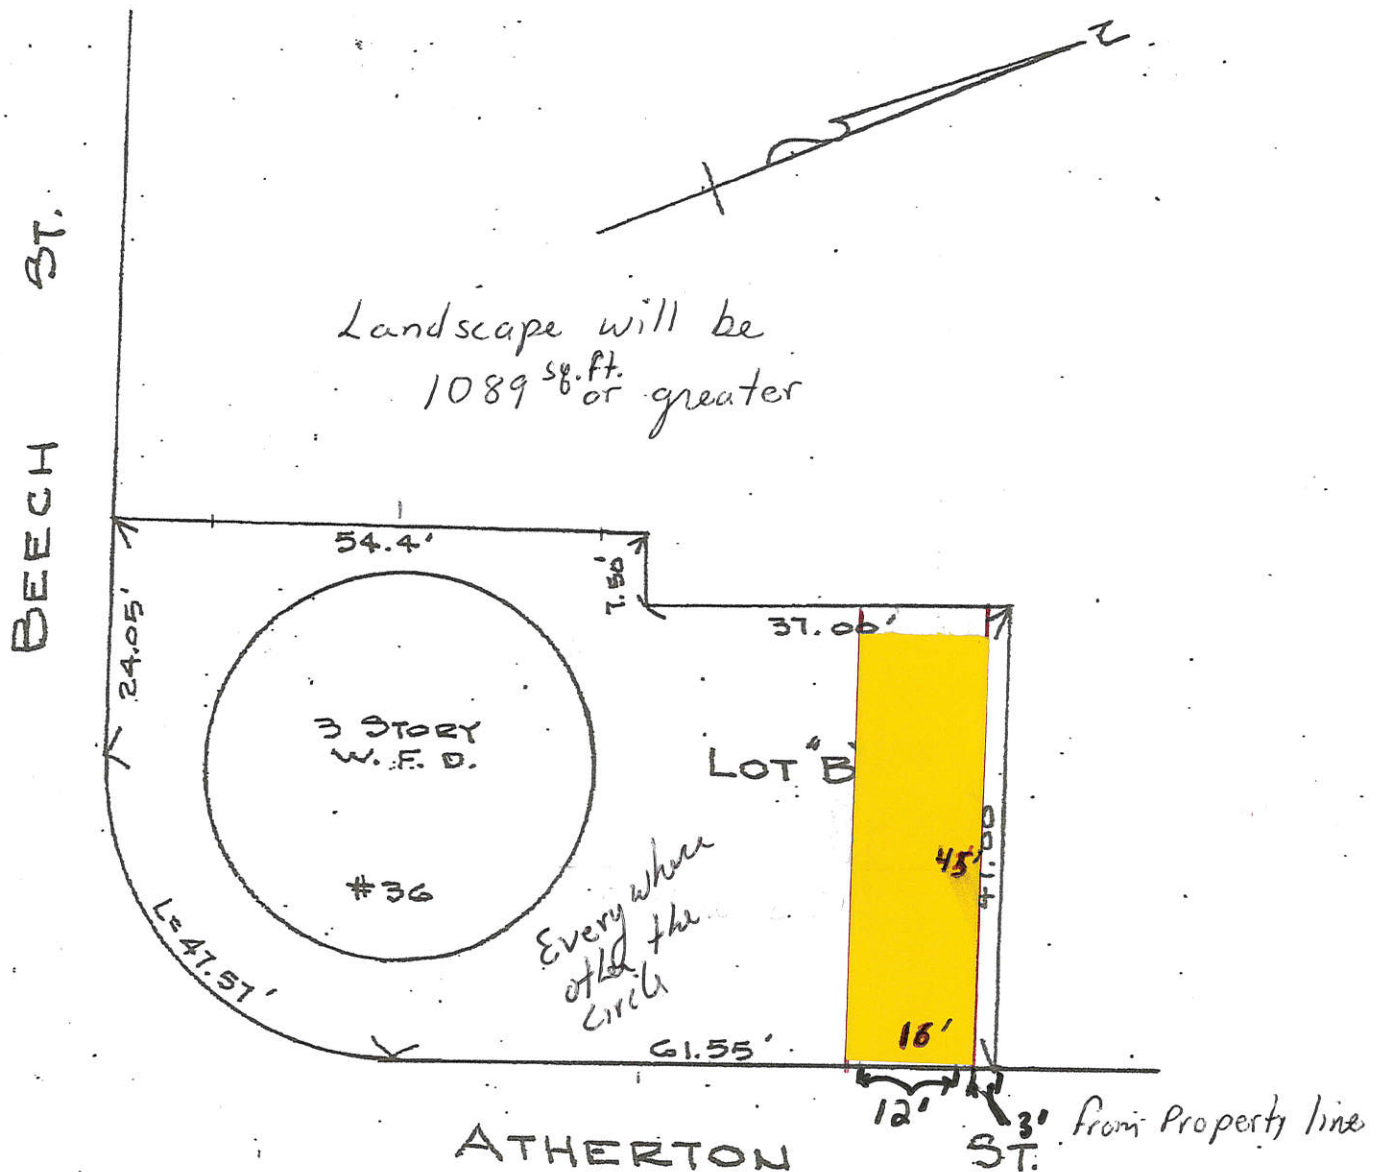 Z
BEECH ST.
Landscape will be
1089 sq.ft. or greater
54.4'
7.50'
37.00'
24.05'
3 STORY
W. F. D.
LOT "B"
#36
45'
47.00
L=47.57'
Every where
other the
circle
61.55'
16'
12'
3' from Property line
ATHERTON ST.